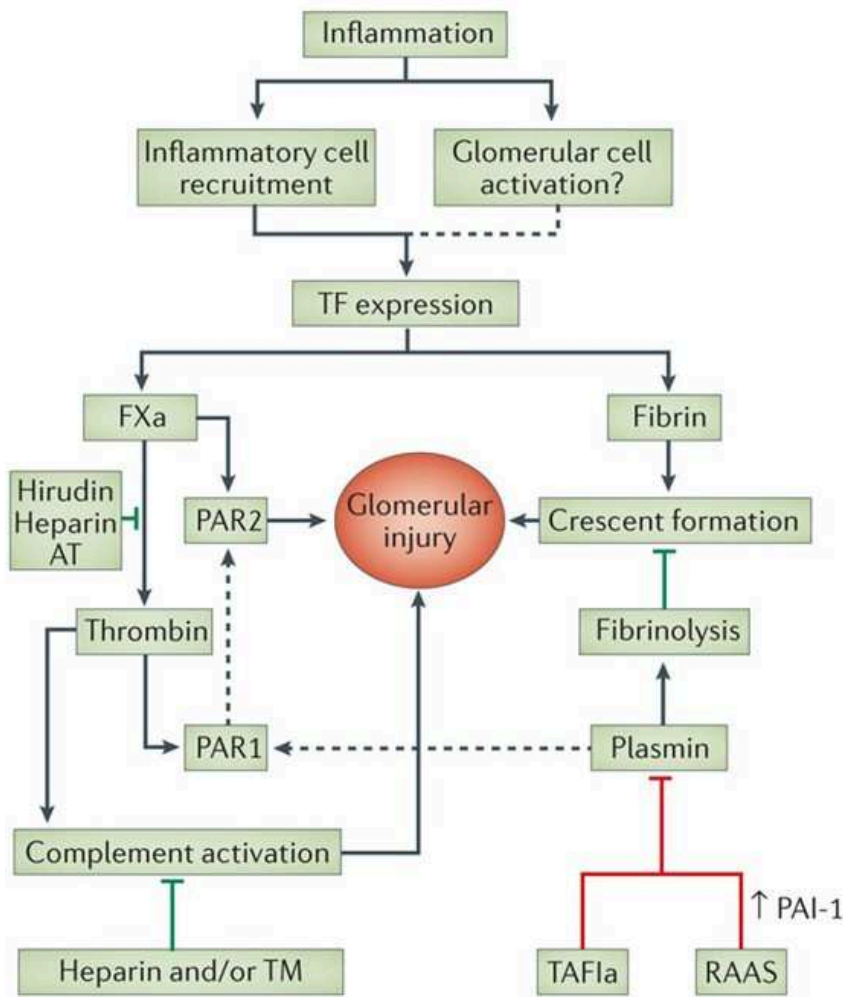 Inflammation
Inflammatory cell
recruitment
Glomerular cell
activation?
TF expression
FXa
Fibrin
Hirudin
Heparin
AT
PAR2
Glomerular
injury
Crescent formation
Thrombin
Fibrinolysis
PAR1
Plasmin
Complement activation
↑ PAI-1
Heparin and/or TM
TAFIa
RAAS